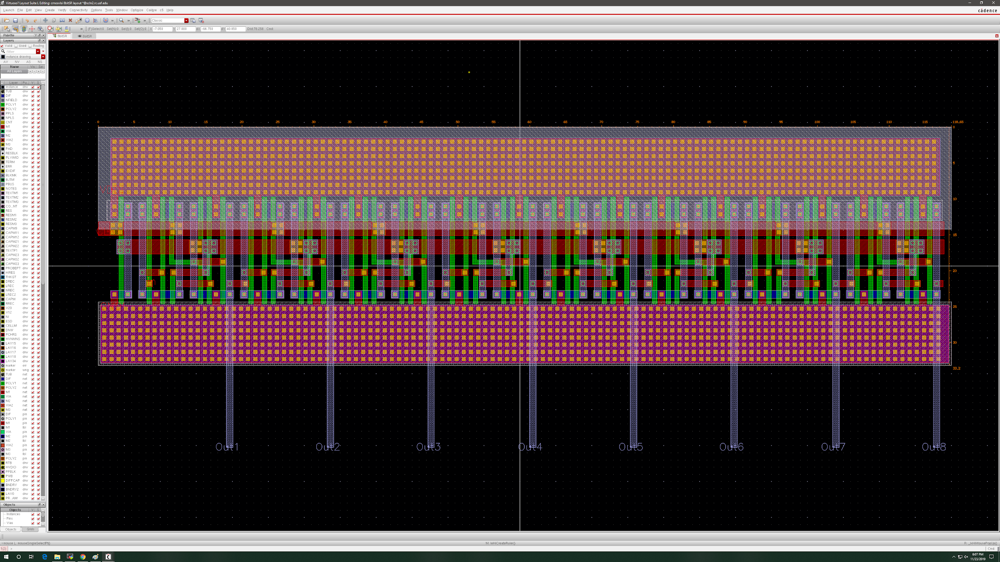 Virtuoso? Layout Suite L Editing: cmosvlsi 8bitSR layout *@scln2.rc.usf.edu
Launch File Edit View Create Verify Connectivity Options Tools Window Optimize Calibre c5 Help
cādence
Classic
(F)Select:0 Sel(N):0 Sel(I):0 Sel(O):0 X -7.050 Y 27.000 dX -66.750 dY 40.850 Dist:78.258 Cmd:
Palette
8bitSR 8bitSR
Layers
Valid Used Routing
Filter
instance drawing
AV NV AS NS
Name Vis Sel
All Layers
Layer Pu... V S
instance drw
TUB drw
DIF drw
NFIELD drw
POLY1 drw
POLY2 drw
PPLS drw
NPLS drw
CNT drw
M1 drw
VIA drw
M2 drw
VIA2 drw
M3 drw
PAD drw
RESBLK drw
PLYIMID drw
TERM drw
ERR drw
EXDIF drw
BLKMK drw
BJTM drw
PBUS drw
NOTES drw
TEXTM1 drw
TEXTM2 drw
TEXTM3 drw
CO...NT drw
RES drw
RESM1 drw
RESM2 drw
RESM3 drw
CAPM9 drw
CAPM11 drw
CAPM12 drw
CAPM21 drw
CAPM22 drw
TEXTP1 drw
CAPM23 drw
CAPM32 drw
CAPM33 drw
PROBEPT drw
HIRES drw
THKGT drw
DREC drw
LREC drw
NREC drw
LREC2 drw
CAPM drw
RREC drw
V20 drw
V12 drw
NI drw
ESD drw
CELLM drw
DNW drw
PCHRS drw
HVNMNS drw
LAY15 drw
LAY16 drw
LAY17 drw
LAY18 drw
LAY34 drw
marker err
marker wng
TUB net
DIF net
POLY1 net
POLY2 net
M1 net
VIA net
M2 net
VIA2 net
M3 net
DIF pin
POLY1 pin
M1 pin
M1 lbl
VIA pin
M2 pin
M2 lbl
VIA2 pin
M3 pin
M3 lbl
POLY2 pin
RTB drw
HVDIO drw
PPBLK drw
PWB drw
DIFFCAP drw
BNDRY drw
BNDRY2 drw
LAY0 drw
PR...AM drw
Objects
Objects V S
Instances
Pins
Vias
Objects Grids
0 5 10 15 20 25 30 35 40 45 50 55 60 65 70 75 80 85 90 95 100 105 110 115 118.65
0
5
10
15
20
25
30
33.2
Out1 Out2 Out3 Out4 Out5 Out6 Out7 Out8
mouse L: mouseSingleSelectPt() M: leHiCreateRuler() R: _lxHiMousePopUp()
1(2) > Cmd:
6:07 PM
11/23/2019